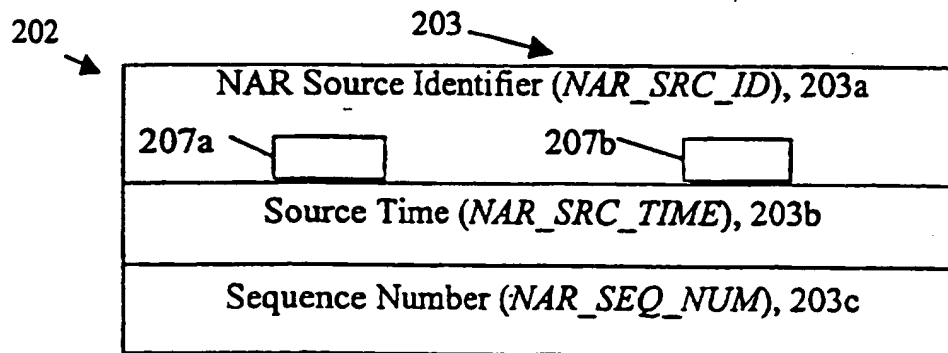 202
203
NAR Source Identifier (NAR_SRC_ID), 203a
207a
207b
Source Time (NAR_SRC_TIME), 203b
Sequence Number (NAR_SEQ_NUM), 203c